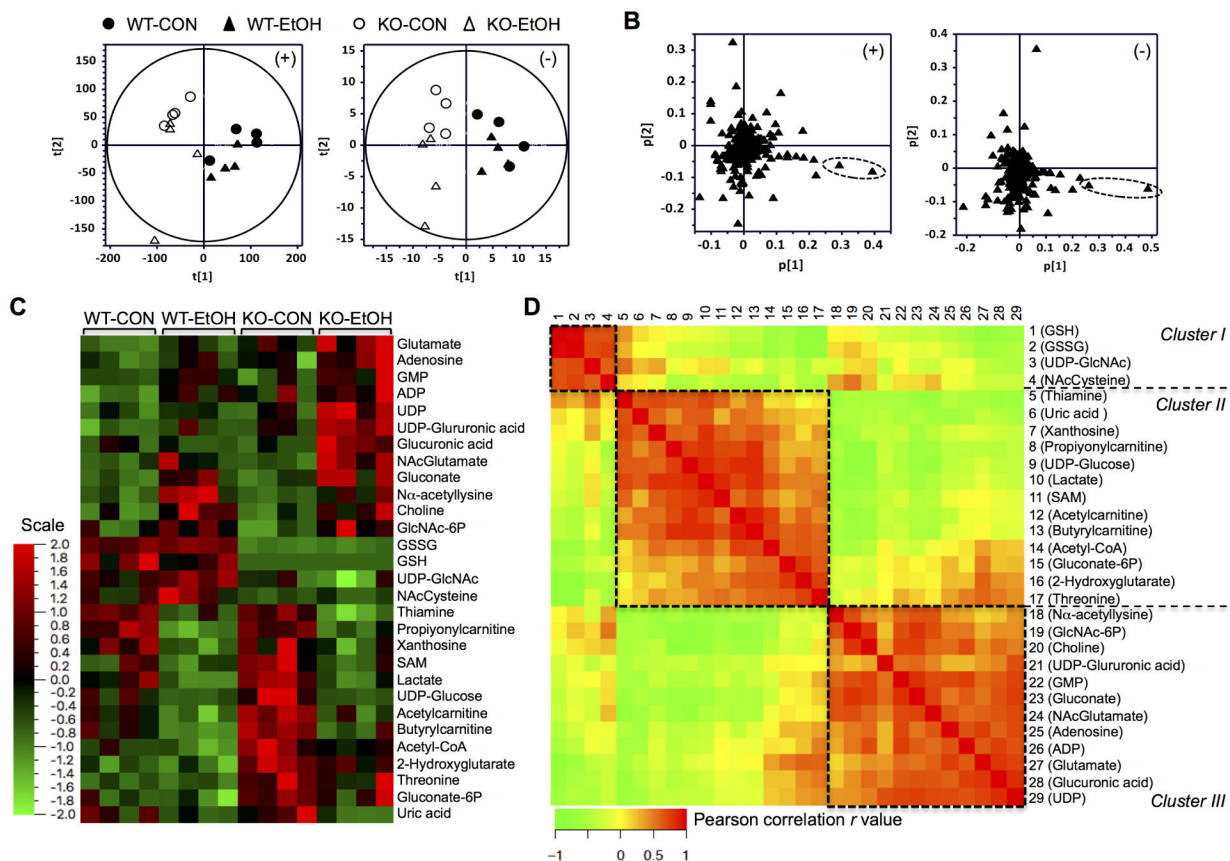 WT-CON WT-EtOH KO-CON KO-EtOH
(+)
t[2]
150
100
50
0
-50
-100
-150
-200 -100 0 100 200
t[1]
(-)
t[2]
15
10
5
0
-5
-10
-15
-15 -10 -5 0 5 10 15
t[1]
B
(+)
p[2]
0.3
0.2
0.1
0
-0.1
-0.2
-0.1 0 0.1 0.2 0.3 0.4
p[1]
(-)
p[2]
0.4
0.3
0.2
0.1
0
-0.1
-0.2
-0.2 -0.1 0 0.1 0.2 0.3 0.4 0.5
p[1]
C
WT-CON WT-EtOH KO-CON KO-EtOH
Glutamate
Adenosine
GMP
ADP
UDP
UDP-Glururonic acid
Glucuronic acid
NAcGlutamate
Gluconate
Nα-acetyllysine
Choline
GlcNAc-6P
GSSG
GSH
UDP-GlcNAc
NAcCysteine
Thiamine
Propiyonylcarnitine
Xanthosine
SAM
Lactate
UDP-Glucose
Acetylcarnitine
Butyrylcarnitine
Acetyl-CoA
2-Hydroxyglutarate
Threonine
Gluconate-6P
Uric acid
Scale
2.0
1.6
1.4
1.2
1.0
0.8
0.6
0.4
0.2
0.0
-0.2
-0.4
-0.6
-0.8
-1.0
-1.2
-1.4
-1.6
-1.8
-2.0
D
1 2 3 4 5 6 7 8 9 10 11 12 13 14 15 16 17 18 19 20 21 22 23 24 25 26 27 28 29
1 (GSH)
2 (GSSG)
3 (UDP-GlcNAc)
4 (NAcCysteine)
5 (Thiamine)
6 (Uric acid )
7 (Xanthosine)
8 (Propiyonylcarnitine)
9 (UDP-Glucose)
10 (Lactate)
11 (SAM)
12 (Acetylcarnitine)
13 (Butyrylcarnitine)
14 (Acetyl-CoA)
15 (Gluconate-6P)
16 (2-Hydroxyglutarate)
17 (Threonine)
18 (Nα-acetyllysine)
19 (GlcNAc-6P)
20 (Choline)
21 (UDP-Glururonic acid)
22 (GMP)
23 (Gluconate)
24 (NAcGlutamate)
25 (Adenosine)
26 (ADP)
27 (Glutamate)
28 (Glucuronic acid)
29 (UDP)
Cluster I
Cluster II
Cluster III
Pearson correlation r value
−1 0 0.5 1